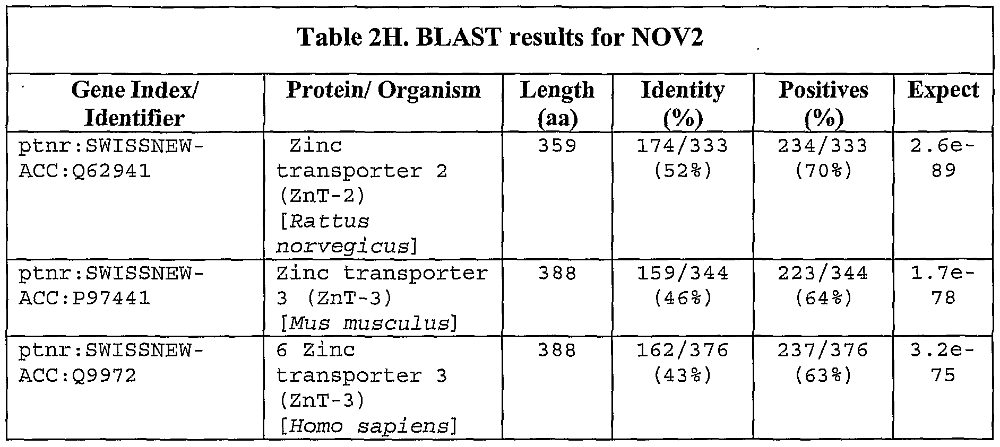 Table 2H. BLAST results for NOV2
Gene Index/ Identifier
Protein/ Organism
Length (aa)
Identity (%)
Positives (%)
Expect
ptnr:SWISSNEW-
ACC:Q62941
Zinc
transporter 2
(ZnT-2)
[Rattus
norvegicus]
359
174/333
(52%)
234/333
(70%)
2.6e-
89
ptnr:SWISSNEW-
ACC:P97441
Zinc transporter
3 (ZnT-3)
[Mus musculus]
388
159/344
(46%)
223/344
(64%)
1.7e-
78
ptnr:SWISSNEW-
ACC:Q9972
6 Zinc
transporter 3
(ZnT-3)
[Homo sapiens]
388
162/376
(43%)
237/376
(63%)
3.2e-
75